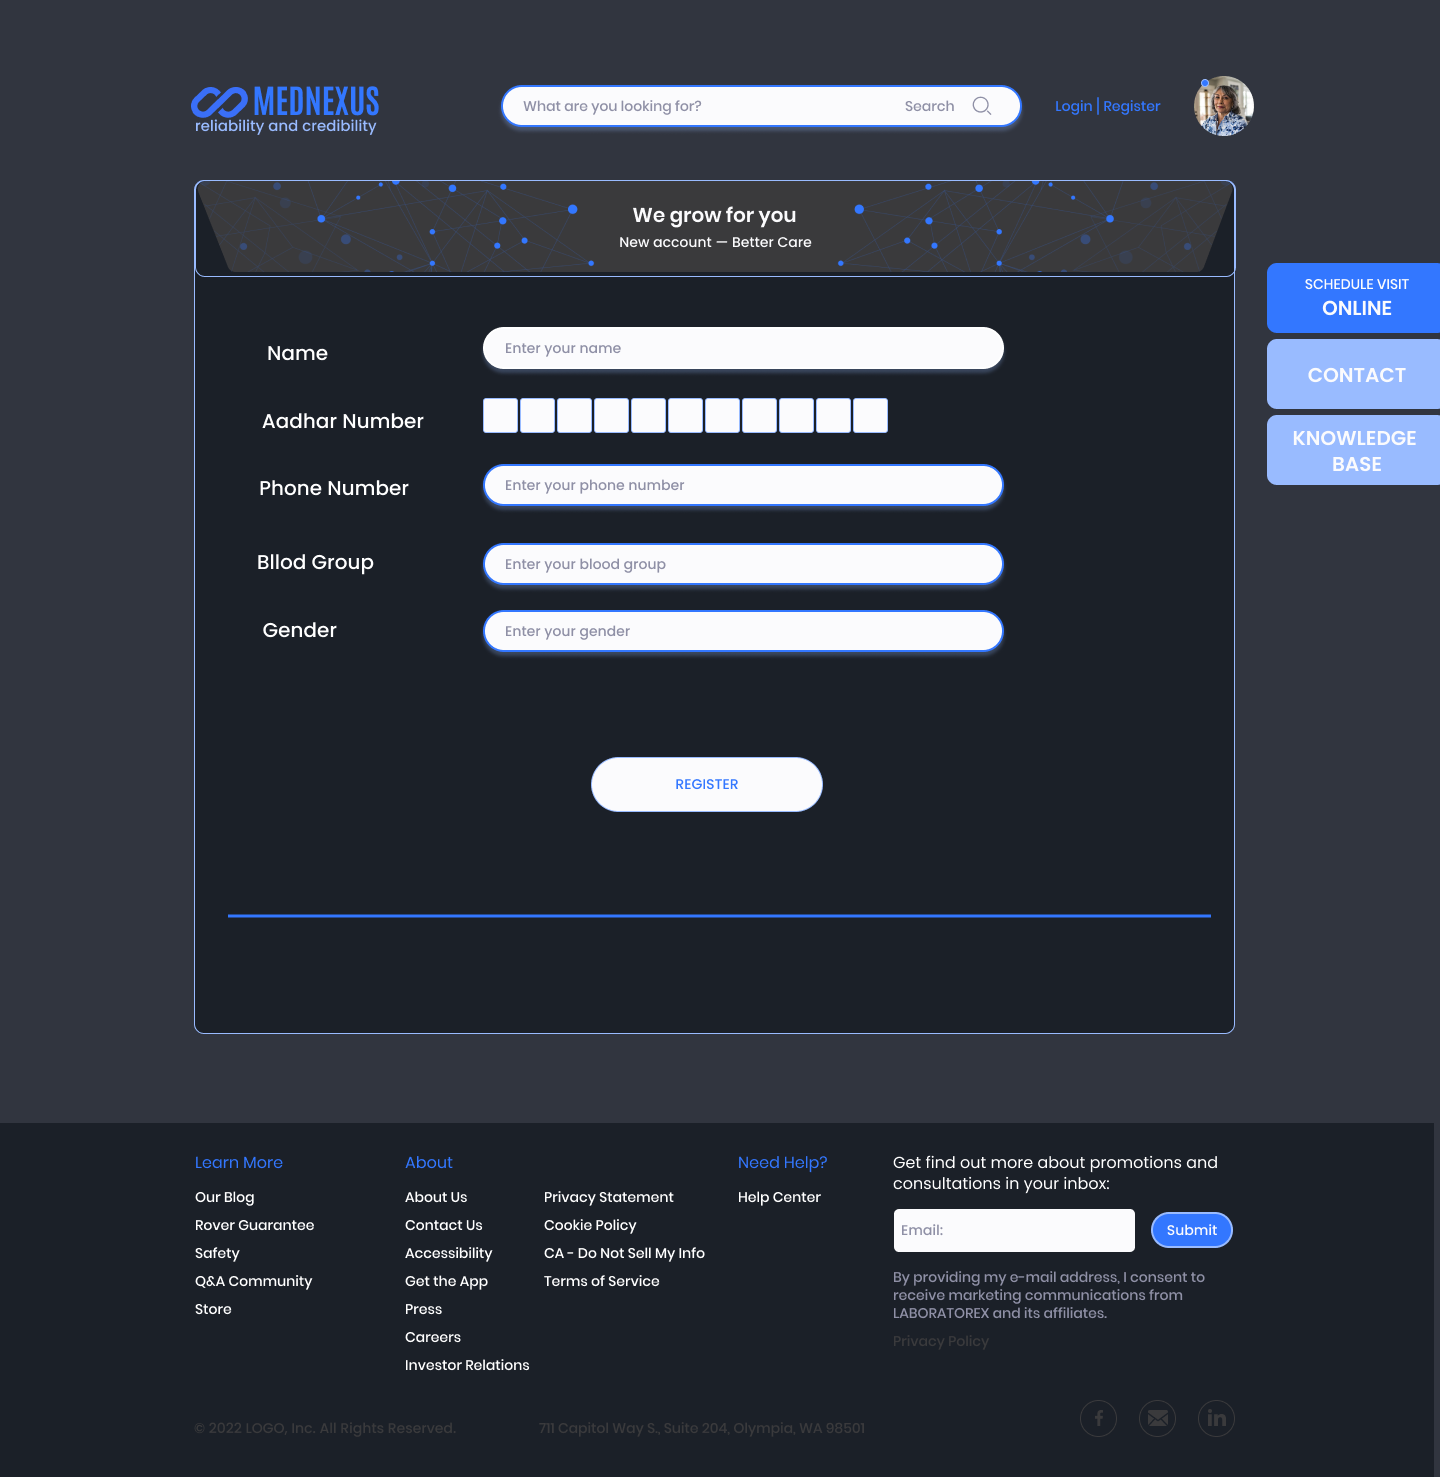 MEDNEXUS
reliability and credibility
What are you looking for? Search
Login | Register
We grow for you
New account — Better Care
SCHEDULE VISIT
ONLINE
CONTACT
KNOWLEDGE
BASE
Name
Enter your name
Aadhar Number
Phone Number
Enter your phone number
Bllod Group
Enter your blood group
Gender
Enter your gender
REGISTER
Learn More
Our Blog
Rover Guarantee
Safety
Q&A Community
Store
About
About Us
Contact Us
Accessibility
Get the App
Press
Careers
Investor Relations
Privacy Statement
Cookie Policy
CA - Do Not Sell My Info
Terms of Service
Need Help?
Help Center
Get find out more about promotions and
consultations in your inbox:
Email:
Submit
By providing my e-mail address, I consent to
receive marketing communications from
LABORATOREX and its affiliates.
Privacy Policy
© 2022 LOGO, Inc. All Rights Reserved.
711 Capitol Way S., Suite 204, Olympia, WA 98501
f
in